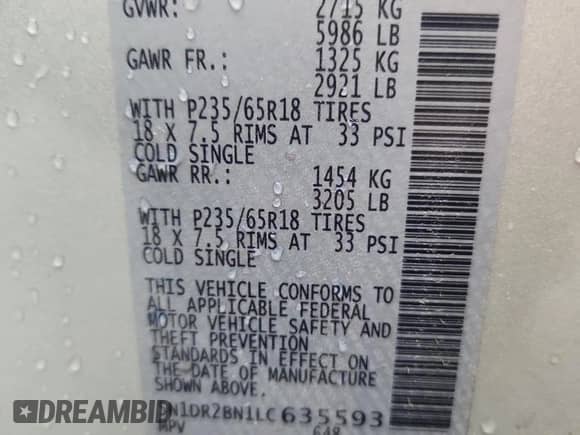 GVWR: 2715 KG
5986 LB
GAWR FR.: 1325 KG
2921 LB
WITH P235/65R18 TIRES
18 X 7.5 RIMS AT 33 PSI
COLD SINGLE
GAWR RR.: 1454 KG
3205 LB
WITH P235/65R18 TIRES
18 X 7.5 RIMS AT 33 PSI
COLD SINGLE
THIS VEHICLE CONFORMS TO
ALL APPLICABLE FEDERAL
MOTOR VEHICLE SAFETY AND
THEFT PREVENTION
STANDARDS IN EFFECT ON
THE DATE OF MANUFACTURE
SHOWN ABOVE.
N1DR2BN1LC635593
MPV 648